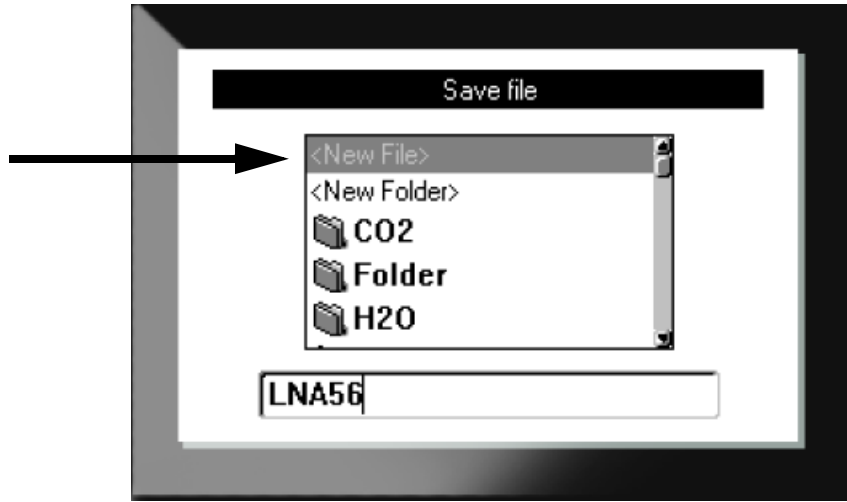 Save file
<New File>
<New Folder>
CO2
Folder
H2O
LNA56